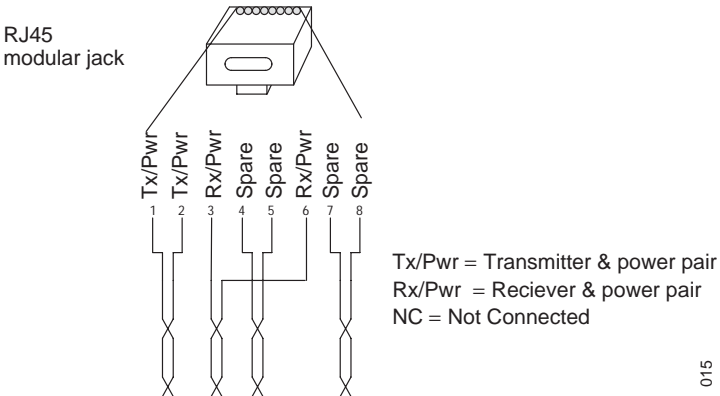 RJ45
modular jack
Tx/Pwr
Tx/Pwr
Rx/Pwr
Spare
Spare
Rx/Pwr
Spare
Spare
1 2 3 4 5 6 7 8
Tx/Pwr = Transmitter & power pair
Rx/Pwr = Reciever & power pair
NC = Not Connected
015